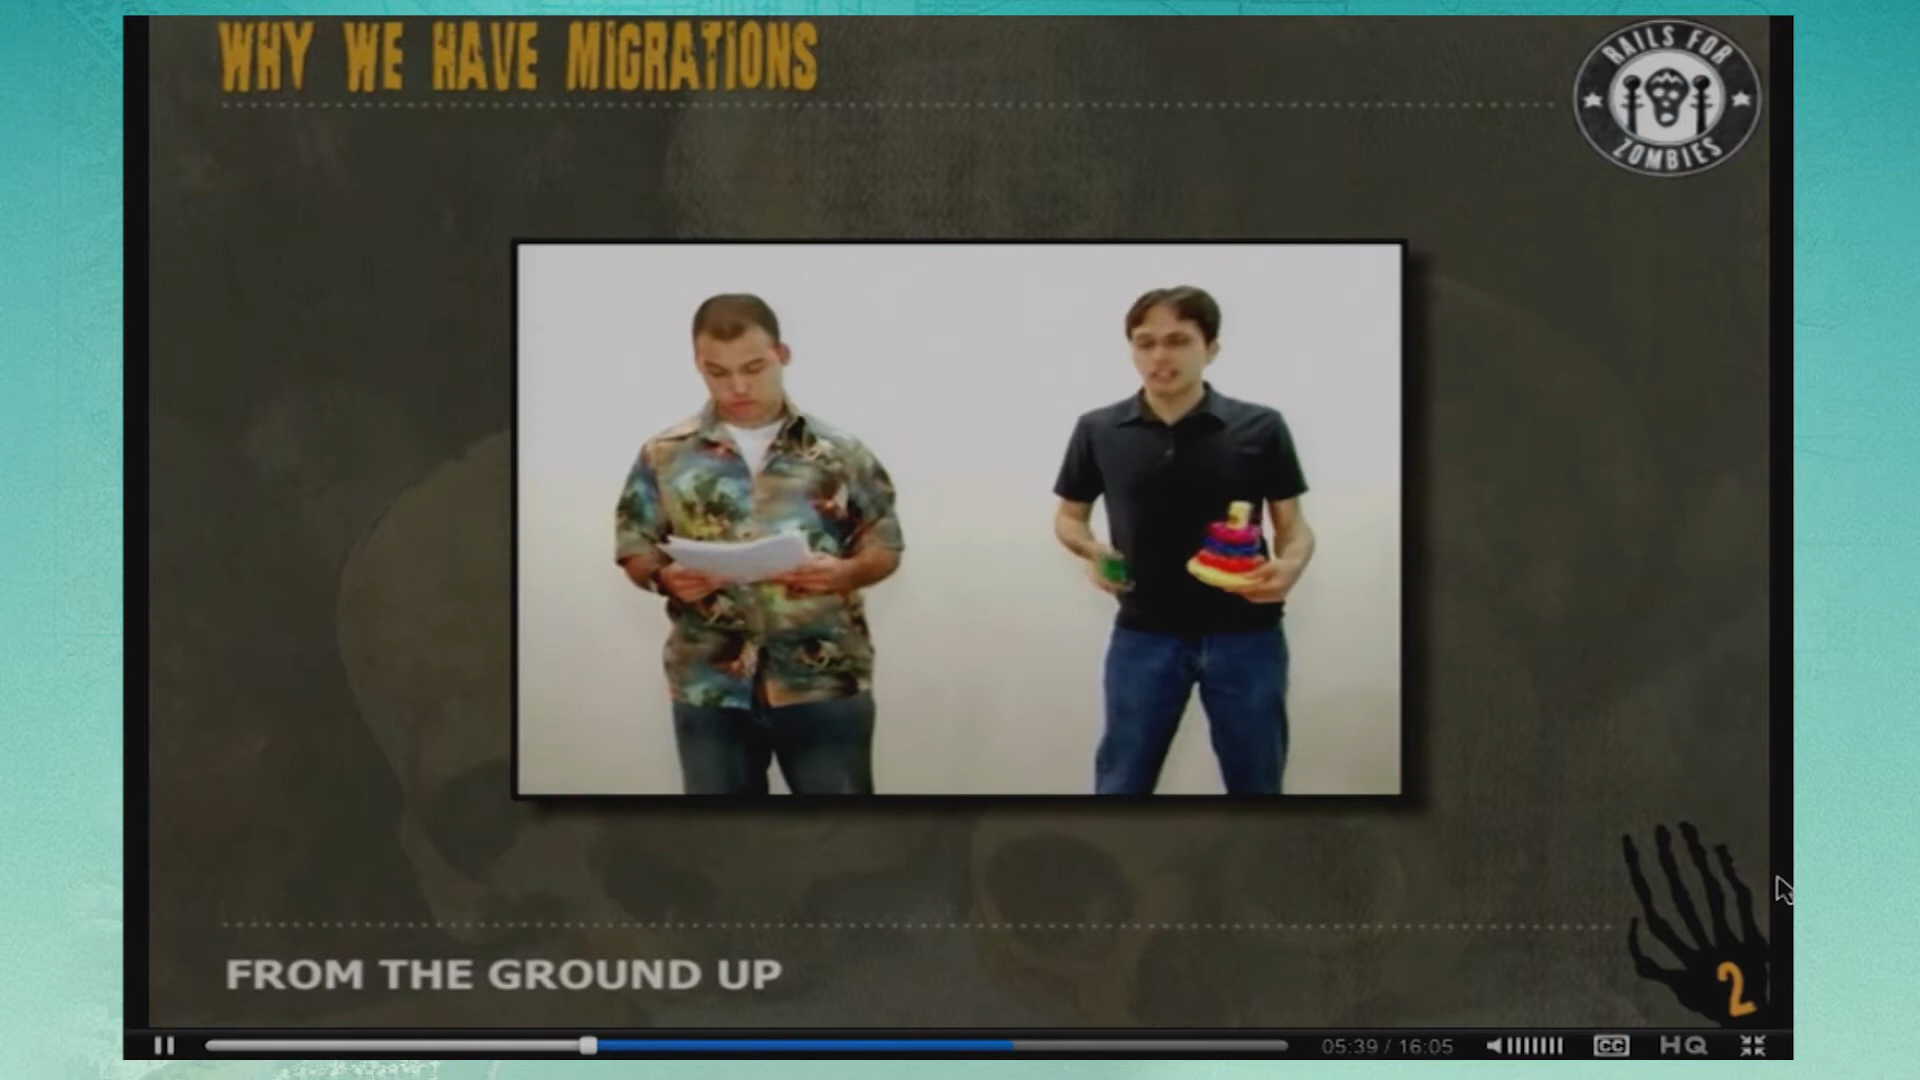 WHY WE HAVE MIGRATIONS
RAILS FOR
ZOMBIES
FROM THE GROUND UP
2
05:39 / 16:05
CC
HQ